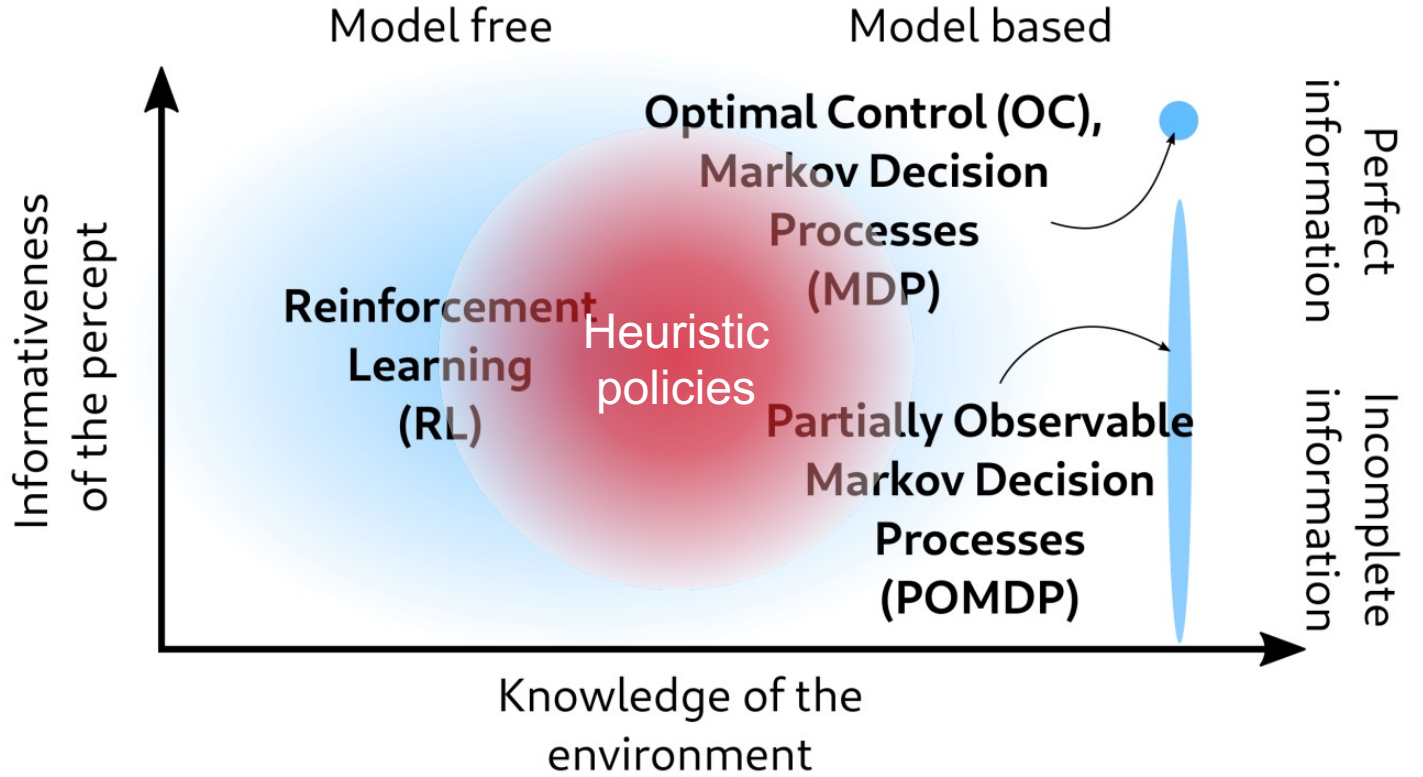 Model free
Model based
Informativeness
of the percept
Optimal Control (OC),
Markov Decision
Processes
(MDP)
Reinforcement
Learning
(RL)
Heuristic
policies
Partially Observable
Markov Decision
Processes
(POMDP)
Perfect
information
Incomplete
information
Knowledge of the
environment